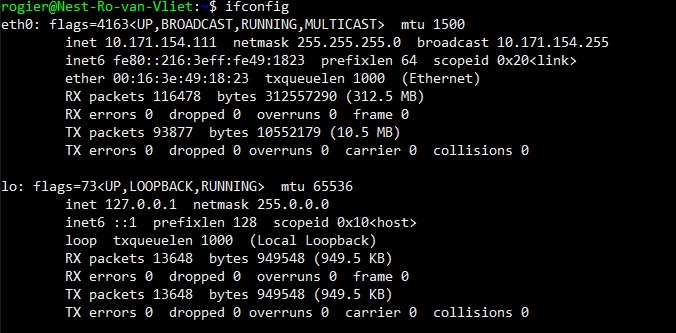 rogier@Nest-Ro-van-Vliet:~$ ifconfig
eth0: flags=4163<UP,BROADCAST,RUNNING,MULTICAST>  mtu 1500
        inet 10.171.154.111  netmask 255.255.255.0  broadcast 10.171.154.255
        inet6 fe80::216:3eff:fe49:1823  prefixlen 64  scopeid 0x20<link>
        ether 00:16:3e:49:18:23  txqueuelen 1000  (Ethernet)
        RX packets 116478  bytes 312557290 (312.5 MB)
        RX errors 0  dropped 0  overruns 0  frame 0
        TX packets 93877  bytes 10552179 (10.5 MB)
        TX errors 0  dropped 0 overruns 0  carrier 0  collisions 0

lo: flags=73<UP,LOOPBACK,RUNNING>  mtu 65536
        inet 127.0.0.1  netmask 255.0.0.0
        inet6 ::1  prefixlen 128  scopeid 0x10<host>
        loop  txqueuelen 1000  (Local Loopback)
        RX packets 13648  bytes 949548 (949.5 KB)
        RX errors 0  dropped 0  overruns 0  frame 0
        TX packets 13648  bytes 949548 (949.5 KB)
        TX errors 0  dropped 0 overruns 0  carrier 0  collisions 0